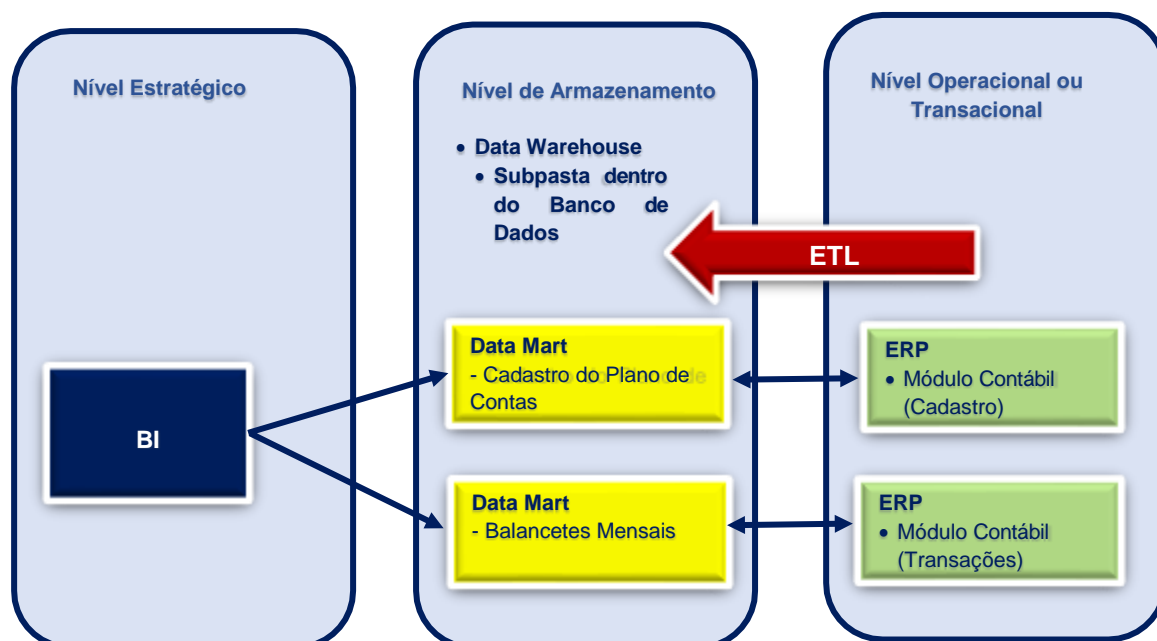 Nível Estratégico
BI
Nível de Armazenamento
• Data Warehouse
• Subpasta dentro
do Banco de
Dados
Data Mart
- Cadastro do Plano de
Contas
Data Mart
- Balancetes Mensais
ETL
Nível Operacional ou
Transacional
ERP
• Módulo Contábil
(Cadastro)
ERP
• Módulo Contábil
(Transações)